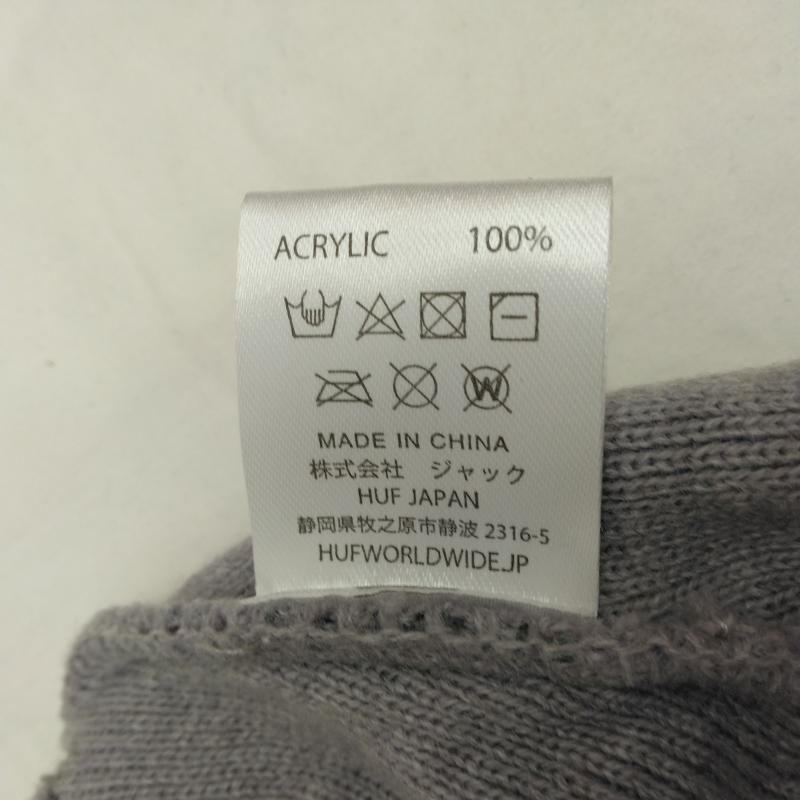 ACRYLIC 100%
W
MADE IN CHINA
株式会社 ジャック
HUF JAPAN
静岡県牧之原市静波 2316-5
HUFWORLDWIDE.JP